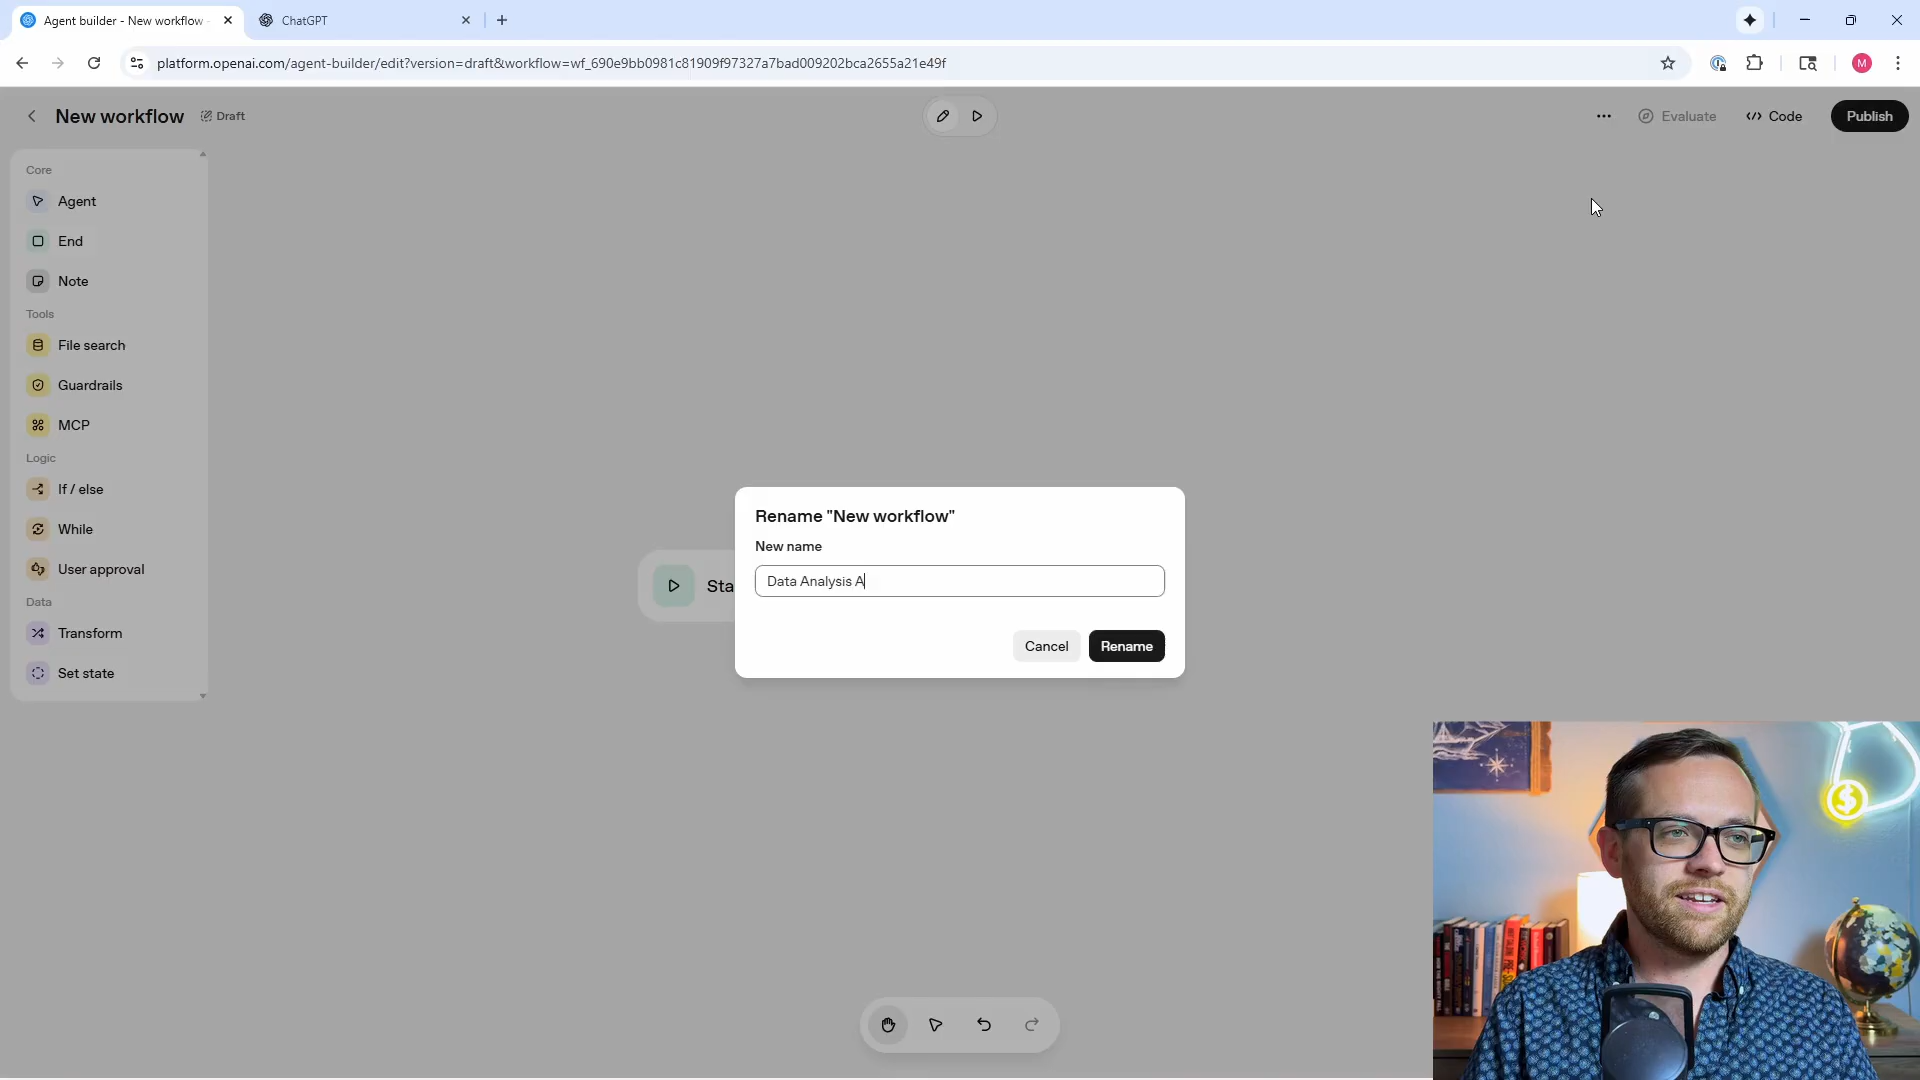 Agent builder - New workflow
ChatGPT
platform.openai.com/agent-builder/edit?version=draft&workflow=wf_690e9bb0981c81909f97327a7bad009202bca2655a21e49f
M
New workflow
Draft
Evaluate
Code
Publish
Core
Agent
End
Note
Tools
File search
Guardrails
MCP
Logic
If / else
While
User approval
Data
Transform
Set state
Sta
Rename "New workflow"
New name
Data Analysis A
Cancel
Rename
$